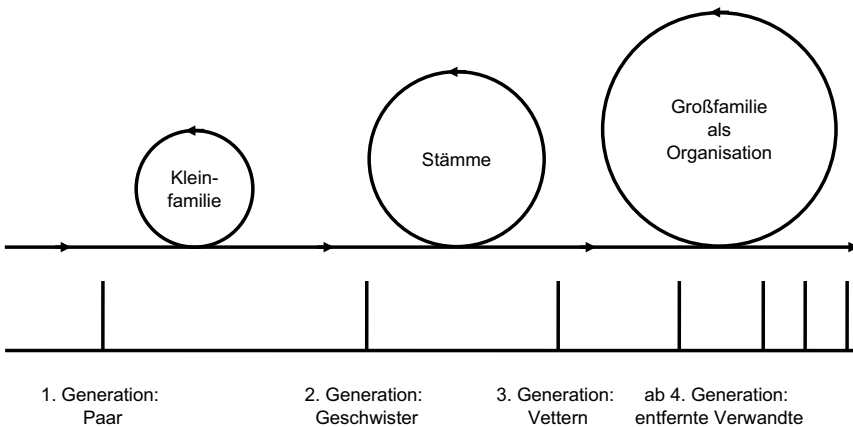 Klein-
familie
Stämme
Großfamilie
als
Organisation
1. Generation:
Paar
2. Generation:
Geschwister
3. Generation:
Vettern
ab 4. Generation:
entfernte Verwandte